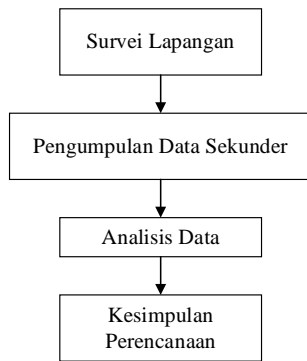 Survei Lapangan
Pengumpulan Data Sekunder
Analisis Data
Kesimpulan
Perencanaan